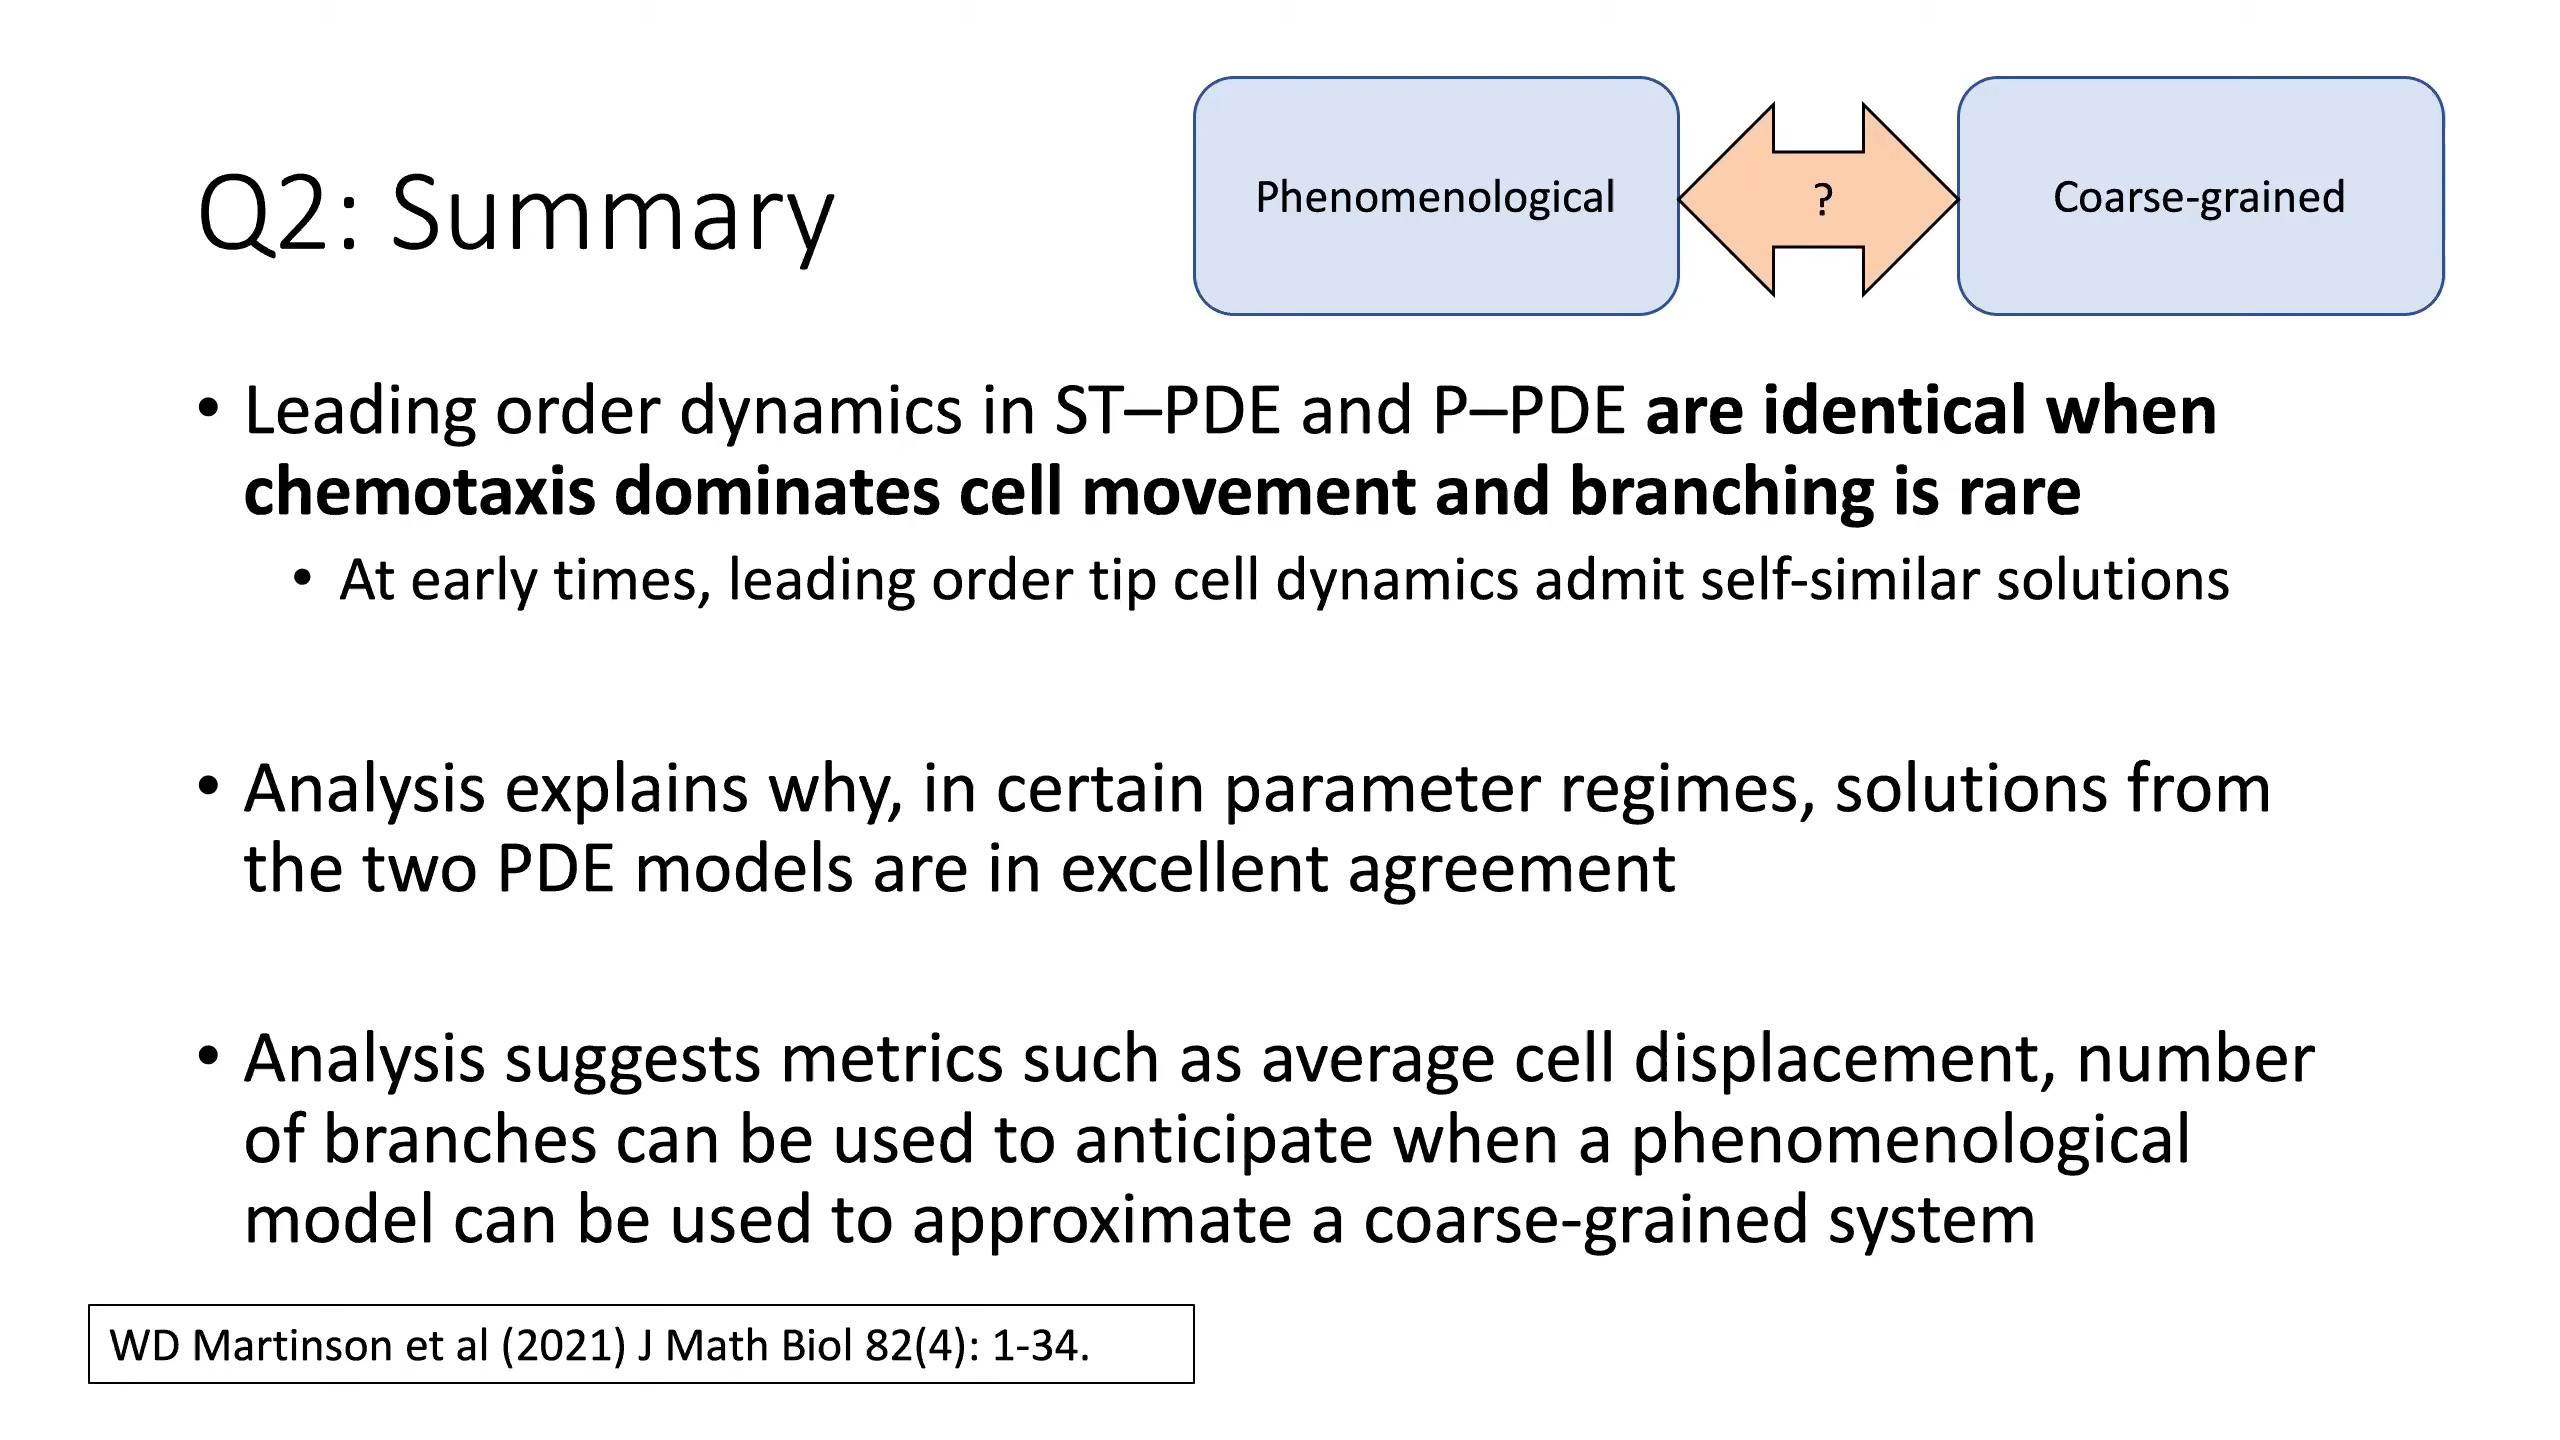 Q2: Summary
Phenomenological
?
Coarse-grained
• Leading order dynamics in ST–PDE and P–PDE are identical when
chemotaxis dominates cell movement and branching is rare
• At early times, leading order tip cell dynamics admit self-similar solutions
• Analysis explains why, in certain parameter regimes, solutions from
the two PDE models are in excellent agreement
• Analysis suggests metrics such as average cell displacement, number
of branches can be used to anticipate when a phenomenological
model can be used to approximate a coarse-grained system
WD Martinson et al (2021) J Math Biol 82(4): 1-34.